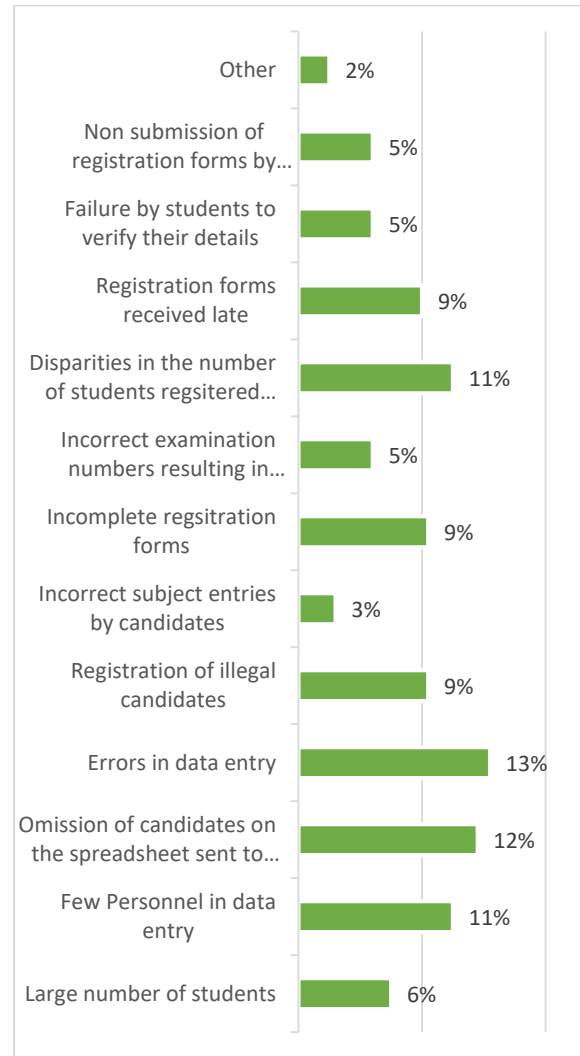 Other
2%
Non submission of
registration forms by...
5%
Failure by students to
verify their details
5%
Registration forms
received late
9%
Disparities in the number
of students regsitered...
11%
Incorrect examination
numbers resulting in...
5%
Incomplete regsitration
forms
9%
Incorrect subject entries
by candidates
3%
Registration of illegal
candidates
9%
Errors in data entry
13%
Omission of candidates on
the spreadsheet sent to...
12%
Few Personnel in data
entry
11%
Large number of students
6%